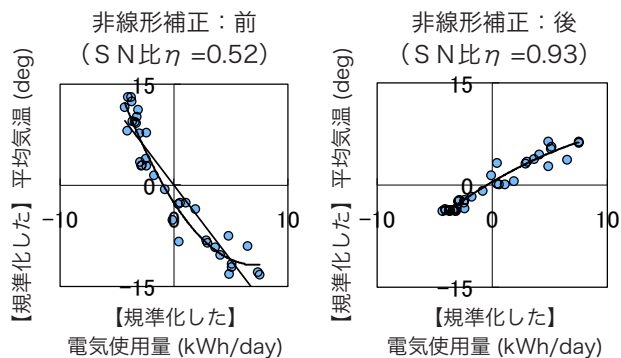 非線形補正：前
（ＳＮ比η =0.52）
【規準化した】平均気温 (deg)
15
0
-15
-10
0
10
【規準化した】
電気使用量 (kWh/day)
非線形補正：後
（ＳＮ比η =0.93）
【規準化した】平均気温 (deg)
15
0
-15
-10
0
10
【規準化した】
電気使用量 (kWh/day)